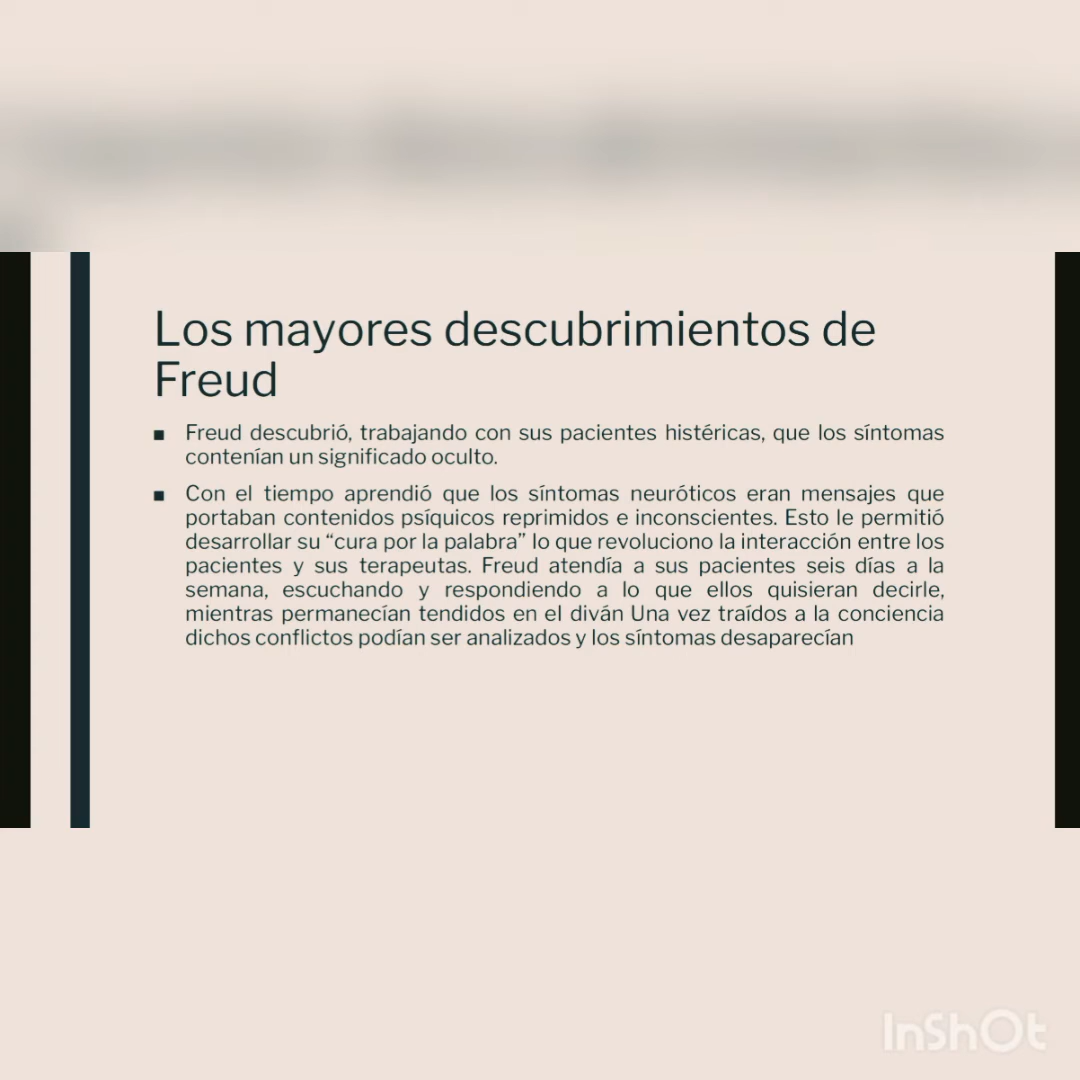 Los mayores descubrimientos de
Freud
▪ Freud descubrió, trabajando con sus pacientes histéricas, que los síntomas
contenían un significado oculto.
▪ Con el tiempo aprendió que los síntomas neuróticos eran mensajes que
portaban contenidos psíquicos reprimidos e inconscientes. Esto le permitió
desarrollar su “cura por la palabra” lo que revoluciono la interacción entre los
pacientes y sus terapeutas. Freud atendía a sus pacientes seis días a la
semana, escuchando y respondiendo a lo que ellos quisieran decirle,
mientras permanecían tendidos en el diván Una vez traídos a la conciencia
dichos conflictos podían ser analizados y los síntomas desaparecían
InShOt